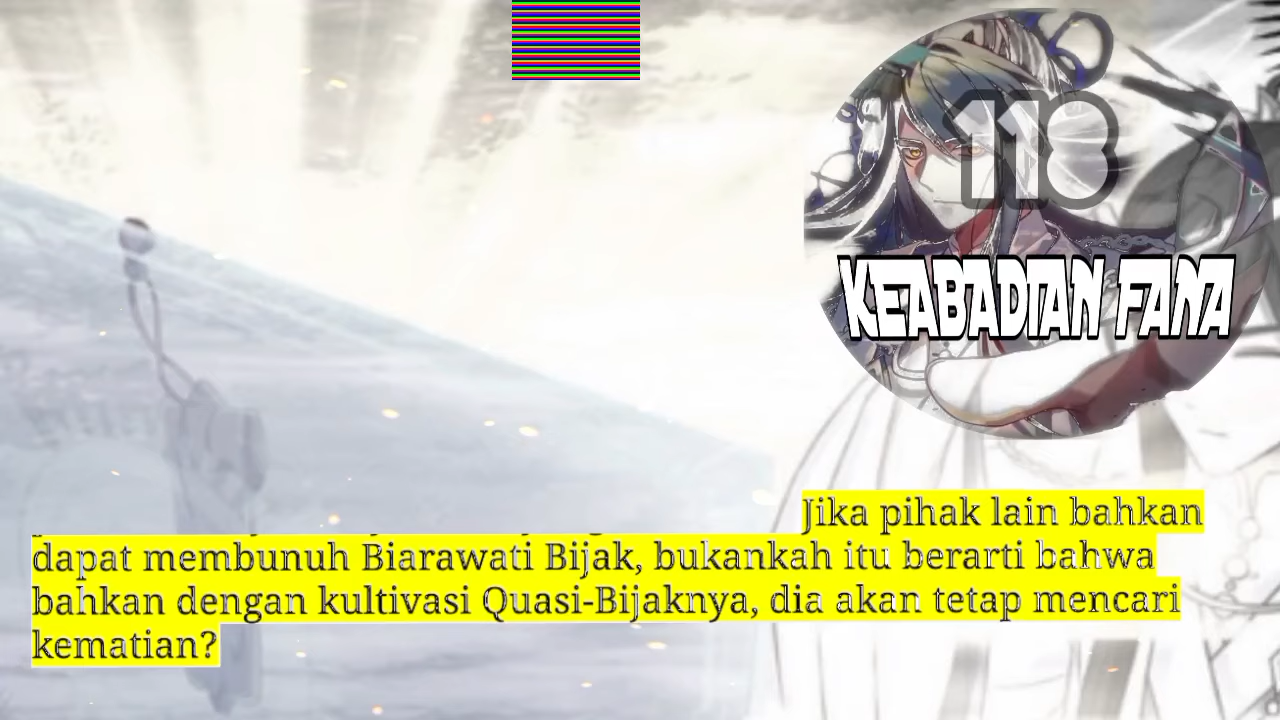 118
KEABADIAN FANA
Jika pihak lain bahkan
dapat membunuh Biarawati Bijak, bukankah itu berarti bahwa
bahkan dengan kultivasi Quasi-Bijaknya, dia akan tetap mencari
kematian?